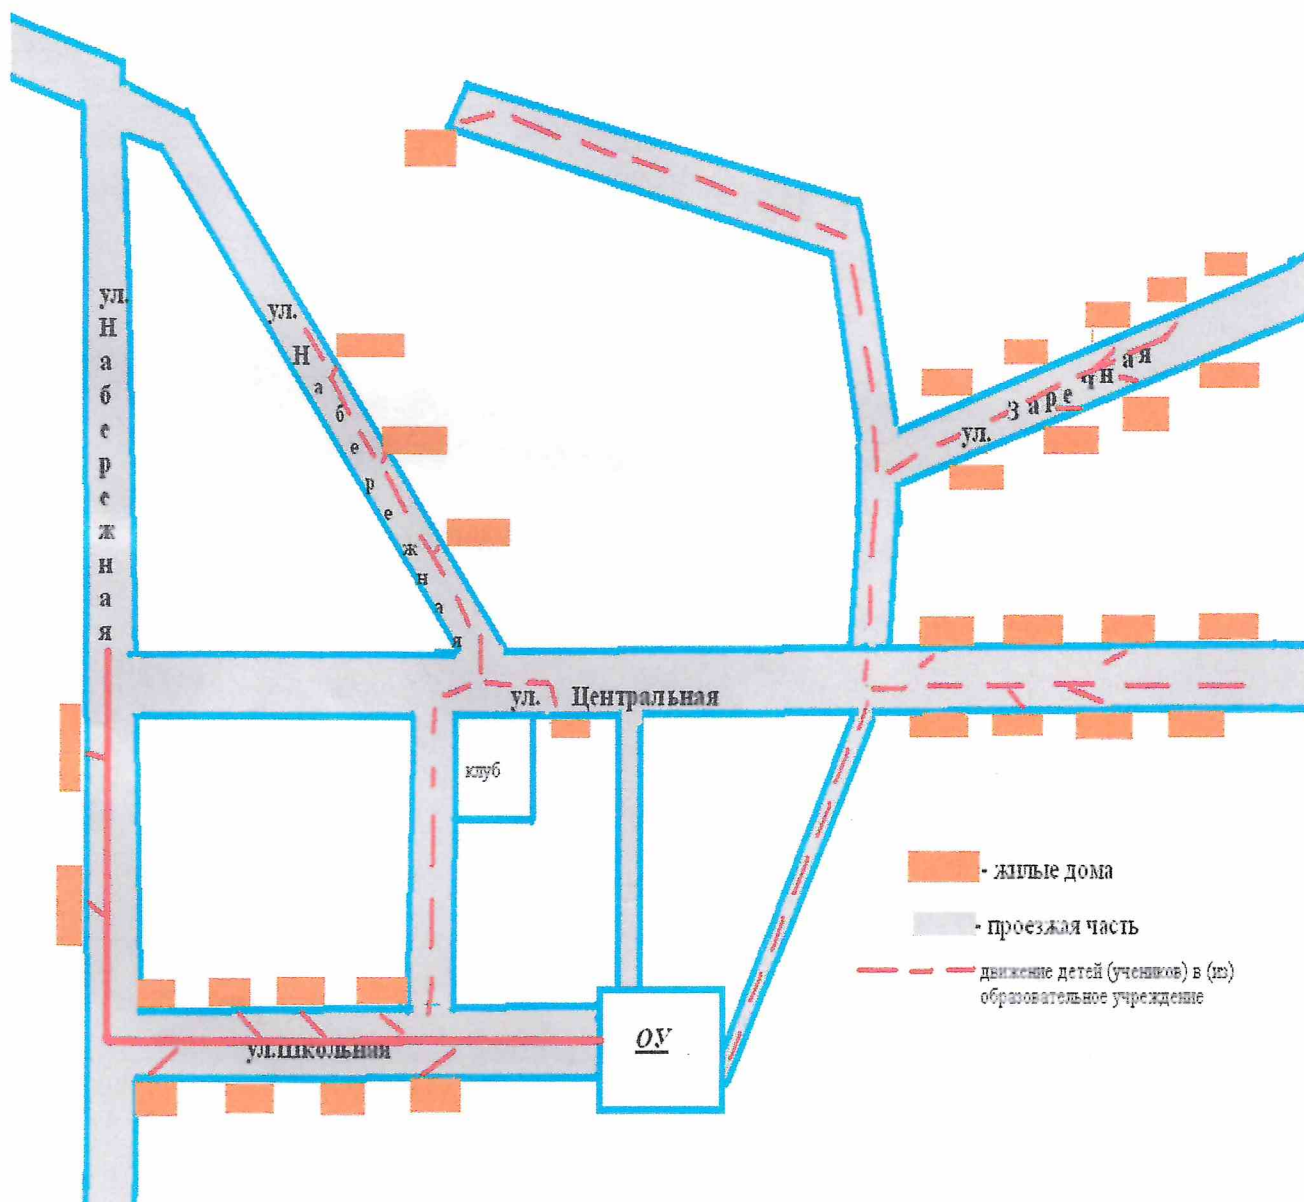 ул. Набережная
ул. Набережная
ул. Заречная
ул. Центральная
клуб
- жилые дома
- проезжая часть
движение детей (учеников) в (из)
образовательное учреждение
ул.Школьная
ОУ